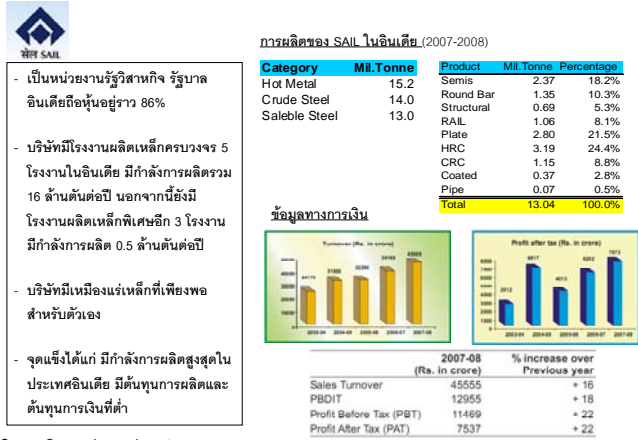 सेल SAIL
- เป็นหน่วยงานรัฐวิสาหกิจ รัฐบาล
อินเดียถือหุ้นอยู่ราว 86%
- บริษัทมีโรงงานผลิตเหล็กครบวงจร 5
โรงงานในอินเดีย มีกำลังการผลิตรวม
16 ล้านตันต่อปี นอกจากนี้ยังมี
โรงงานผลิตเหล็กพิเศษอีก 3 โรงงาน
มีกำลังการผลิต 0.5 ล้านตันต่อปี
- บริษัทมีเหมืองแร่เหล็กที่เพียงพอ
สำหรับตัวเอง
- จุดแข็งได้แก่ มีกำลังการผลิตสูงสุดใน
ประเทศอินเดีย มีต้นทุนการผลิตและ
ต้นทุนการเงินที่ต่ำ
การผลิตของ SAIL ในอินเดีย (2007-2008)
Category Mil.Tonne
Hot Metal 15.2
Crude Steel 14.0
Saleble Steel 13.0
Product Mil.Tonne Percentage
Semis 2.37 18.2%
Round Bar 1.35 10.3%
Structural 0.69 5.3%
RAIL 1.06 8.1%
Plate 2.80 21.5%
HRC 3.19 24.4%
CRC 1.15 8.8%
Coated 0.37 2.8%
Pipe 0.07 0.5%
Total 13.04 100.0%
ข้อมูลทางการเงิน
Turnover (Rs. in crore)
2003-04 2004-05 2005-06 2006-07 2007-08
Profit after tax (Rs. in crore)
2003-04 2004-05 2005-06 2006-07 2007-08
2007-08 % increase over
(Rs. in crore) Previous year
Sales Turnover 45555 + 16
PBDIT 12955 + 18
Profit Before Tax (PBT) 11469 + 22
Profit After Tax (PAT) 7537 + 22